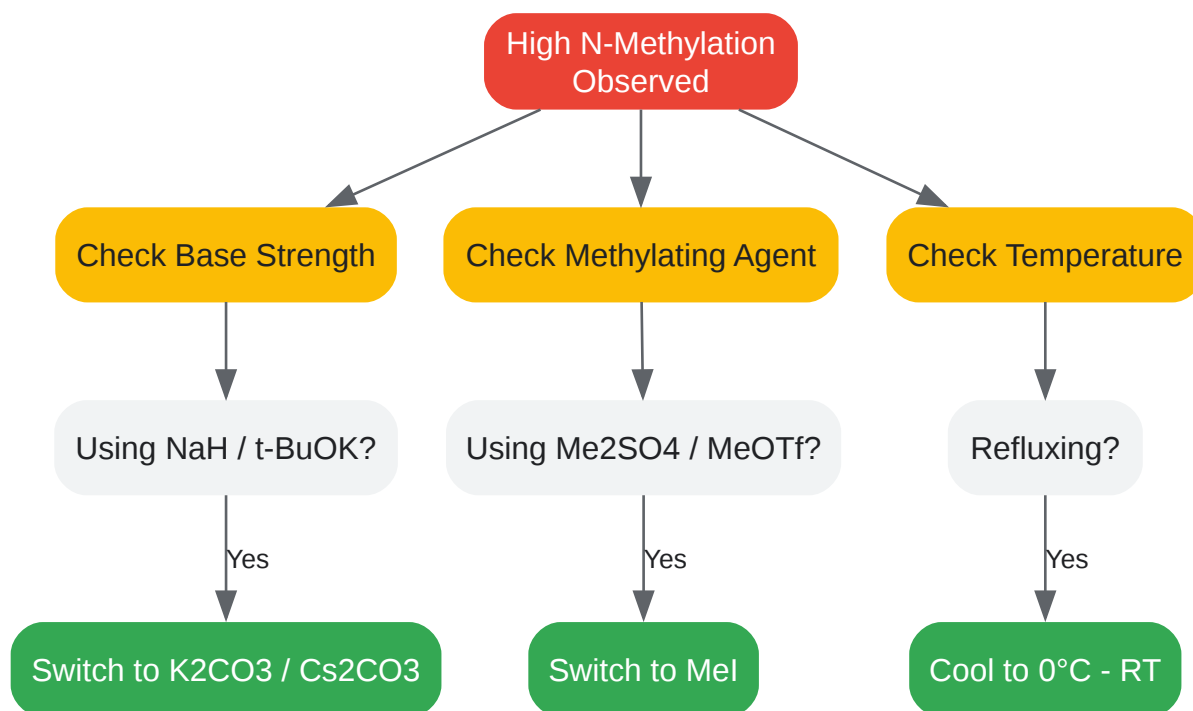 High N-Methylation
Observed
Check Base Strength
Check Methylating Agent
Check Temperature
Using NaH / t-BuOK?
Using Me2SO4 / MeOTf?
Refluxing?
Yes
Yes
Yes
Switch to K2CO3 / Cs2CO3
Switch to MeI
Cool to 0°C - RT